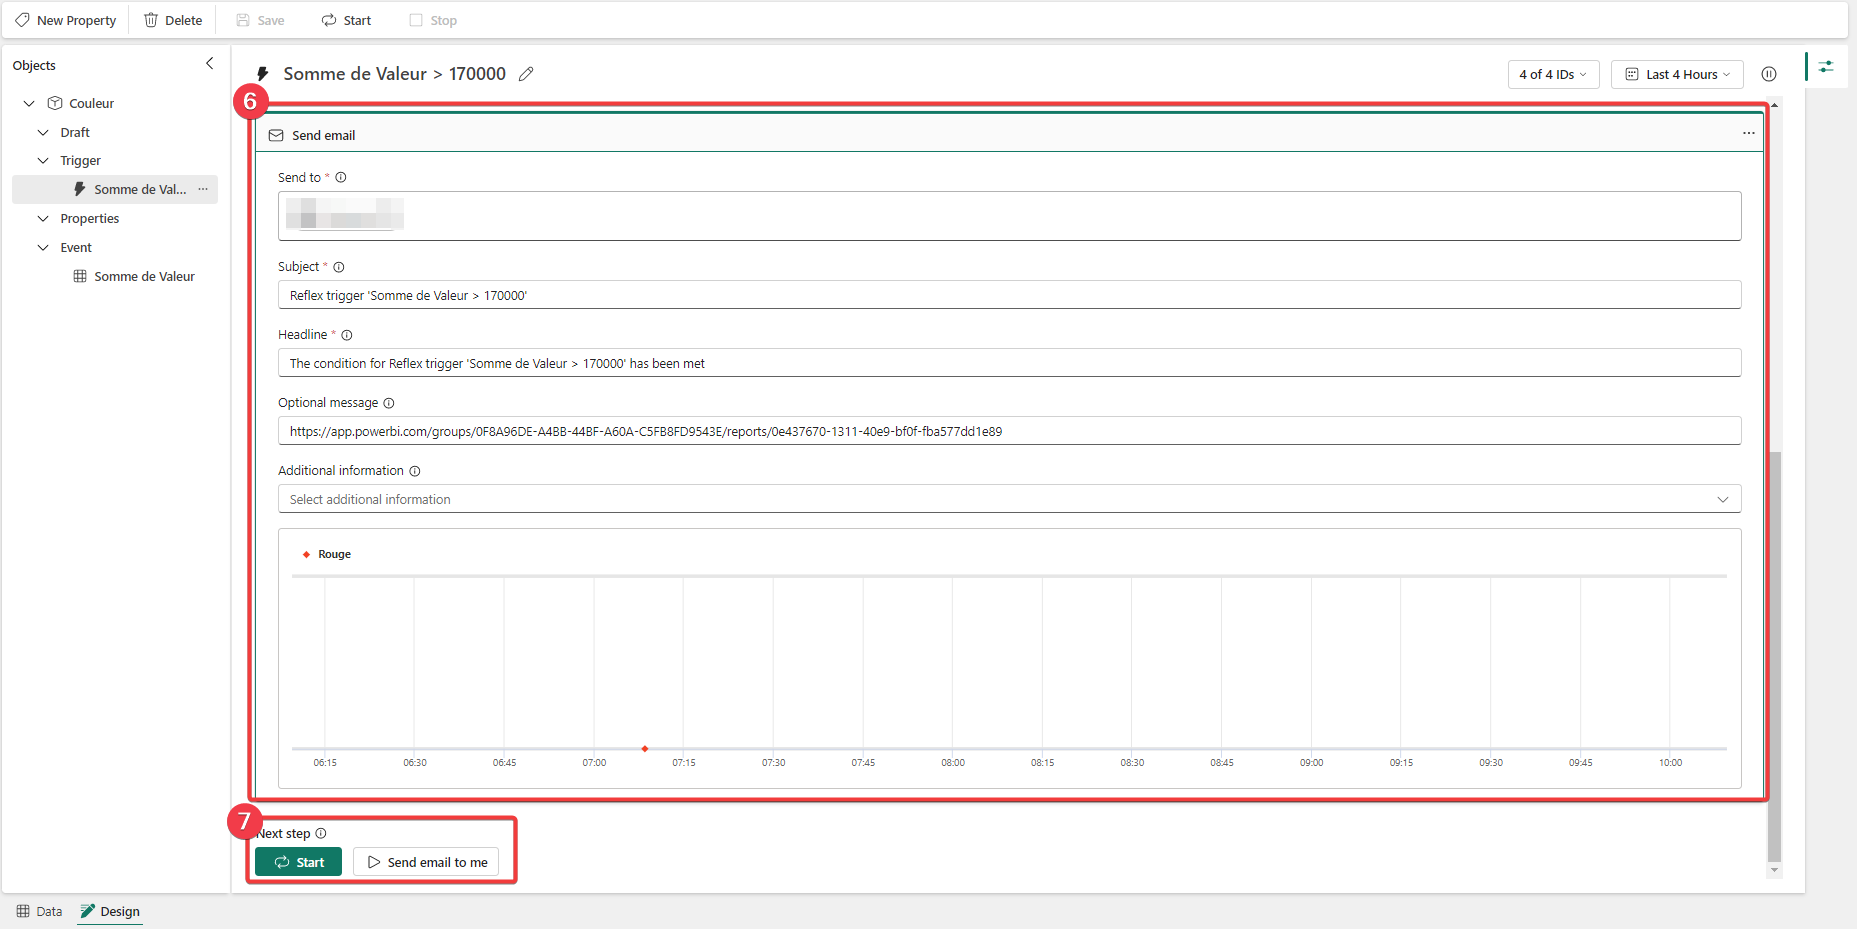 New Property
Delete
Save
Start
Stop
Objects
Couleur
Draft
Trigger
Somme de Val...
Properties
Event
Somme de Valeur
Somme de Valeur > 170000
4 of 4 IDs
Last 4 Hours
6
Send email
Send to *
Subject *
Reflex trigger 'Somme de Valeur > 170000'
Headline *
The condition for Reflex trigger 'Somme de Valeur > 170000' has been met
Optional message
https://app.powerbi.com/groups/0F8A96DE-A4BB-44BF-A60A-C5FB8FD9543E/reports/0e437670-1311-40e9-bf0f-fba577dd1e89
Additional information
Select additional information
Rouge
06:15 06:30 06:45 07:00 07:15 07:30 07:45 08:00 08:15 08:30 08:45 09:00 09:15 09:30 09:45 10:00
7
Next step
Start
Send email to me
Data
Design